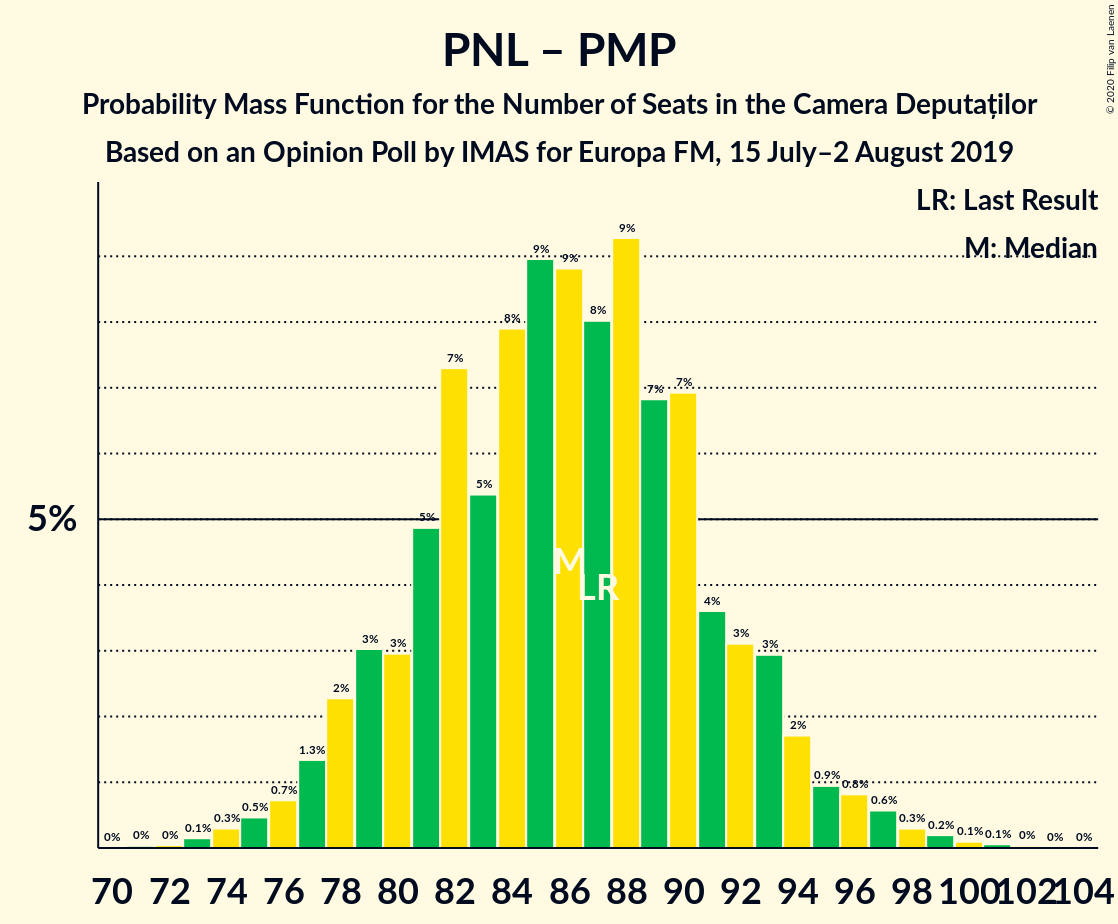 PNL – PMP
Probability Mass Function for the Number of Seats in the Camera Deputaților
Based on an Opinion Poll by IMAS for Europa FM, 15 July–2 August 2019
© 2020 Filip van Laenen
LR: Last Result
M: Median
5%
0% 0% 0% 0.1% 0.3% 0.5% 0.7% 1.3% 2% 3% 3% 5% 7% 5% 8% 9% 9% 8% 9% 7% 7% 4% 3% 3% 2% 0.9% 0.8% 0.6% 0.3% 0.2% 0.1% 0.1% 0% 0% 0%
M
LR
70 72 74 76 78 80 82 84 86 88 90 92 94 96 98 100 102 104